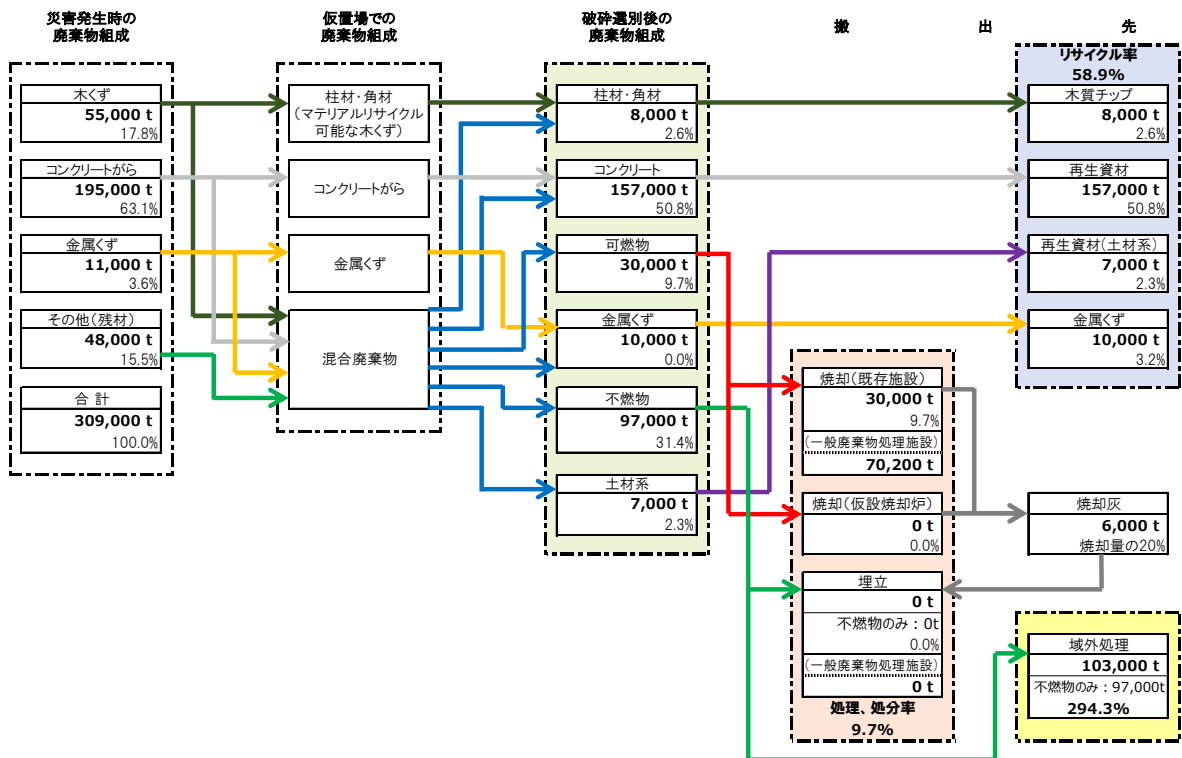 災害発生時の
廃棄物組成
仮置場での
廃棄物組成
破砕選別後の
廃棄物組成
搬 出 先
木くず
55,000 t
17.8%
コンクリートがら
195,000 t
63.1%
金属くず
11,000 t
3.6%
その他(残材)
48,000 t
15.5%
合 計
309,000 t
100.0%
柱材・角材
(マテリアルリサイクル
可能な木くず)
コンクリートがら
金属くず
混合廃棄物
柱材・角材
8,000 t
2.6%
コンクリート
157,000 t
50.8%
可燃物
30,000 t
9.7%
金属くず
10,000 t
0.0%
不燃物
97,000 t
31.4%
土材系
7,000 t
2.3%
焼却(既存施設)
30,000 t
9.7%
(一般廃棄物処理施設)
70,200 t
焼却(仮設焼却炉)
0 t
0.0%
埋立
0 t
不燃物のみ:0t
0.0%
(一般廃棄物処理施設)
0 t
処理、処分率
9.7%
リサイクル率
58.9%
木質チップ
8,000 t
2.6%
再生資材
157,000 t
50.8%
再生資材(土材系)
7,000 t
2.3%
金属くず
10,000 t
3.2%
焼却灰
6,000 t
焼却量の20%
域外処理
103,000 t
不燃物のみ:97,000t
294.3%